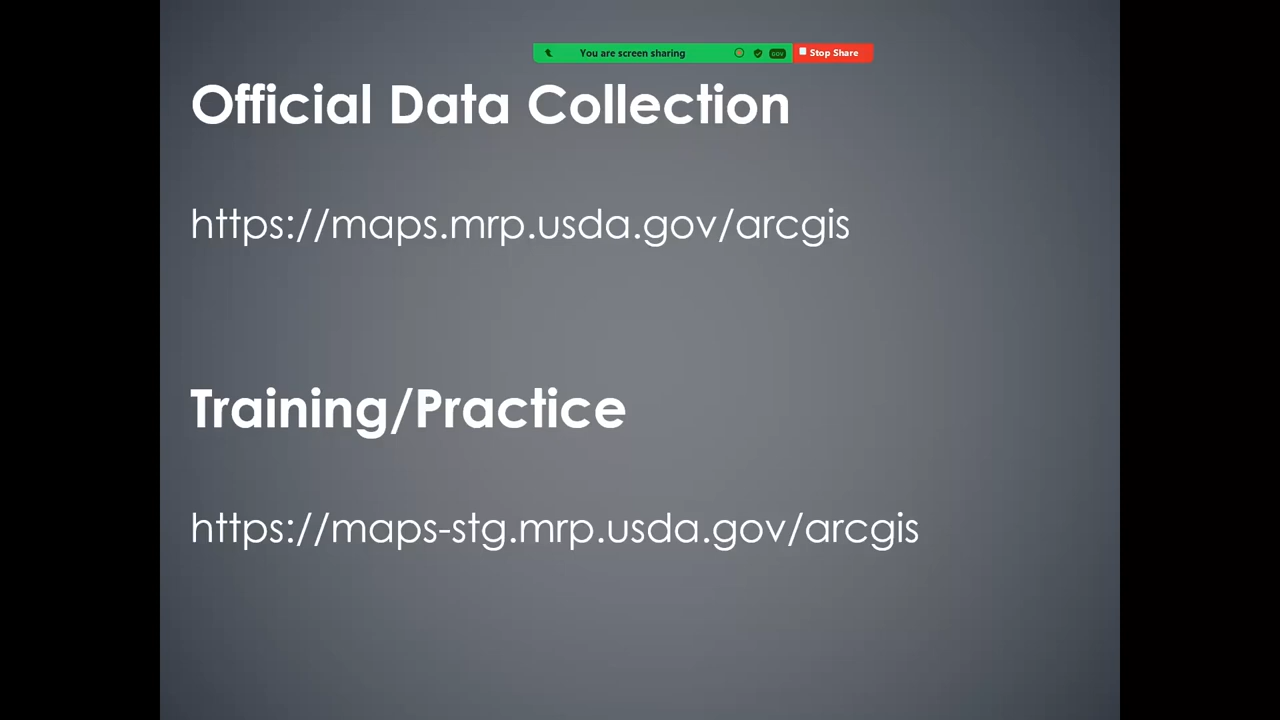 You are screen sharing
GOV
Stop Share
Official Data Collection
https://maps.mrp.usda.gov/arcgis
Training/Practice
https://maps-stg.mrp.usda.gov/arcgis